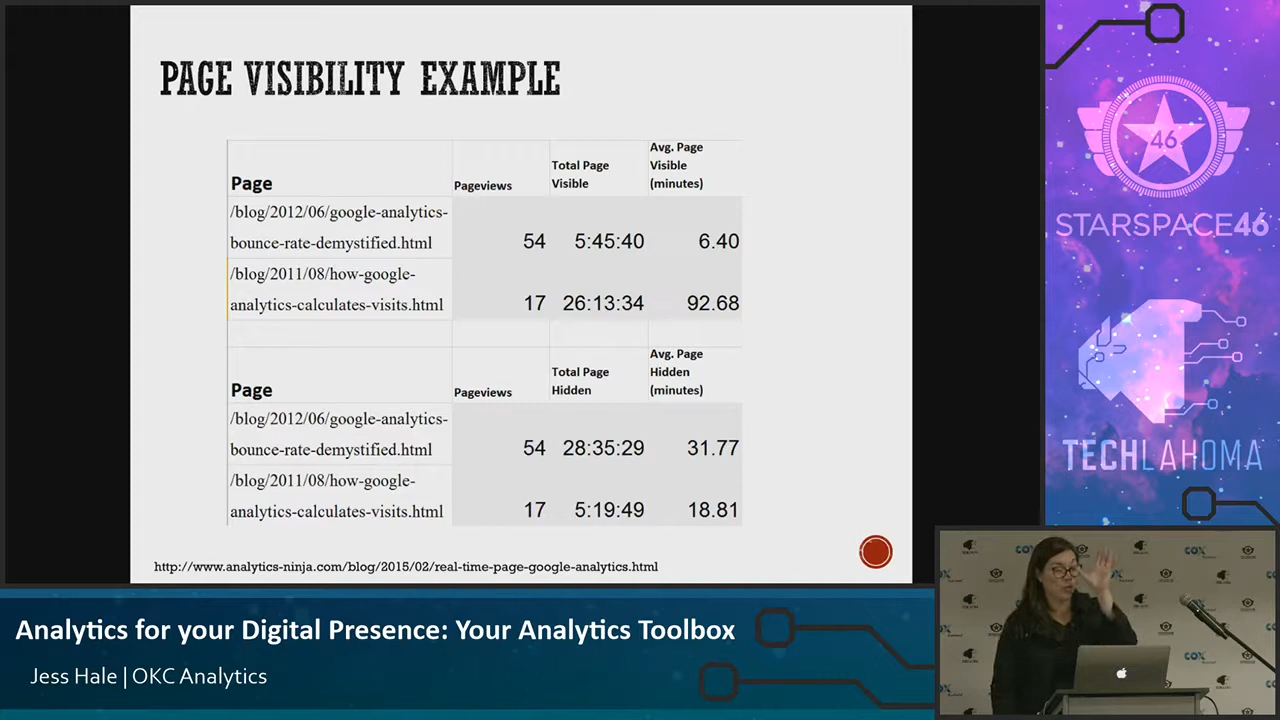 PAGE VISIBILITY EXAMPLE
Page Pageviews Total Page Visible Avg. Page Visible (minutes)
/blog/2012/06/google-analytics-
bounce-rate-demystified.html 54 5:45:40 6.40
/blog/2011/08/how-google-
analytics-calculates-visits.html 17 26:13:34 92.68
Page Pageviews Total Page Hidden Avg. Page Hidden (minutes)
/blog/2012/06/google-analytics-
bounce-rate-demystified.html 54 28:35:29 31.77
/blog/2011/08/how-google-
analytics-calculates-visits.html 17 5:19:49 18.81
http://www.analytics-ninja.com/blog/2015/02/real-time-page-google-analytics.html
46
STARSPACE46
TECHLAHOMA
Analytics for your Digital Presence: Your Analytics Toolbox
Jess Hale | OKC Analytics
COX
COX
COX